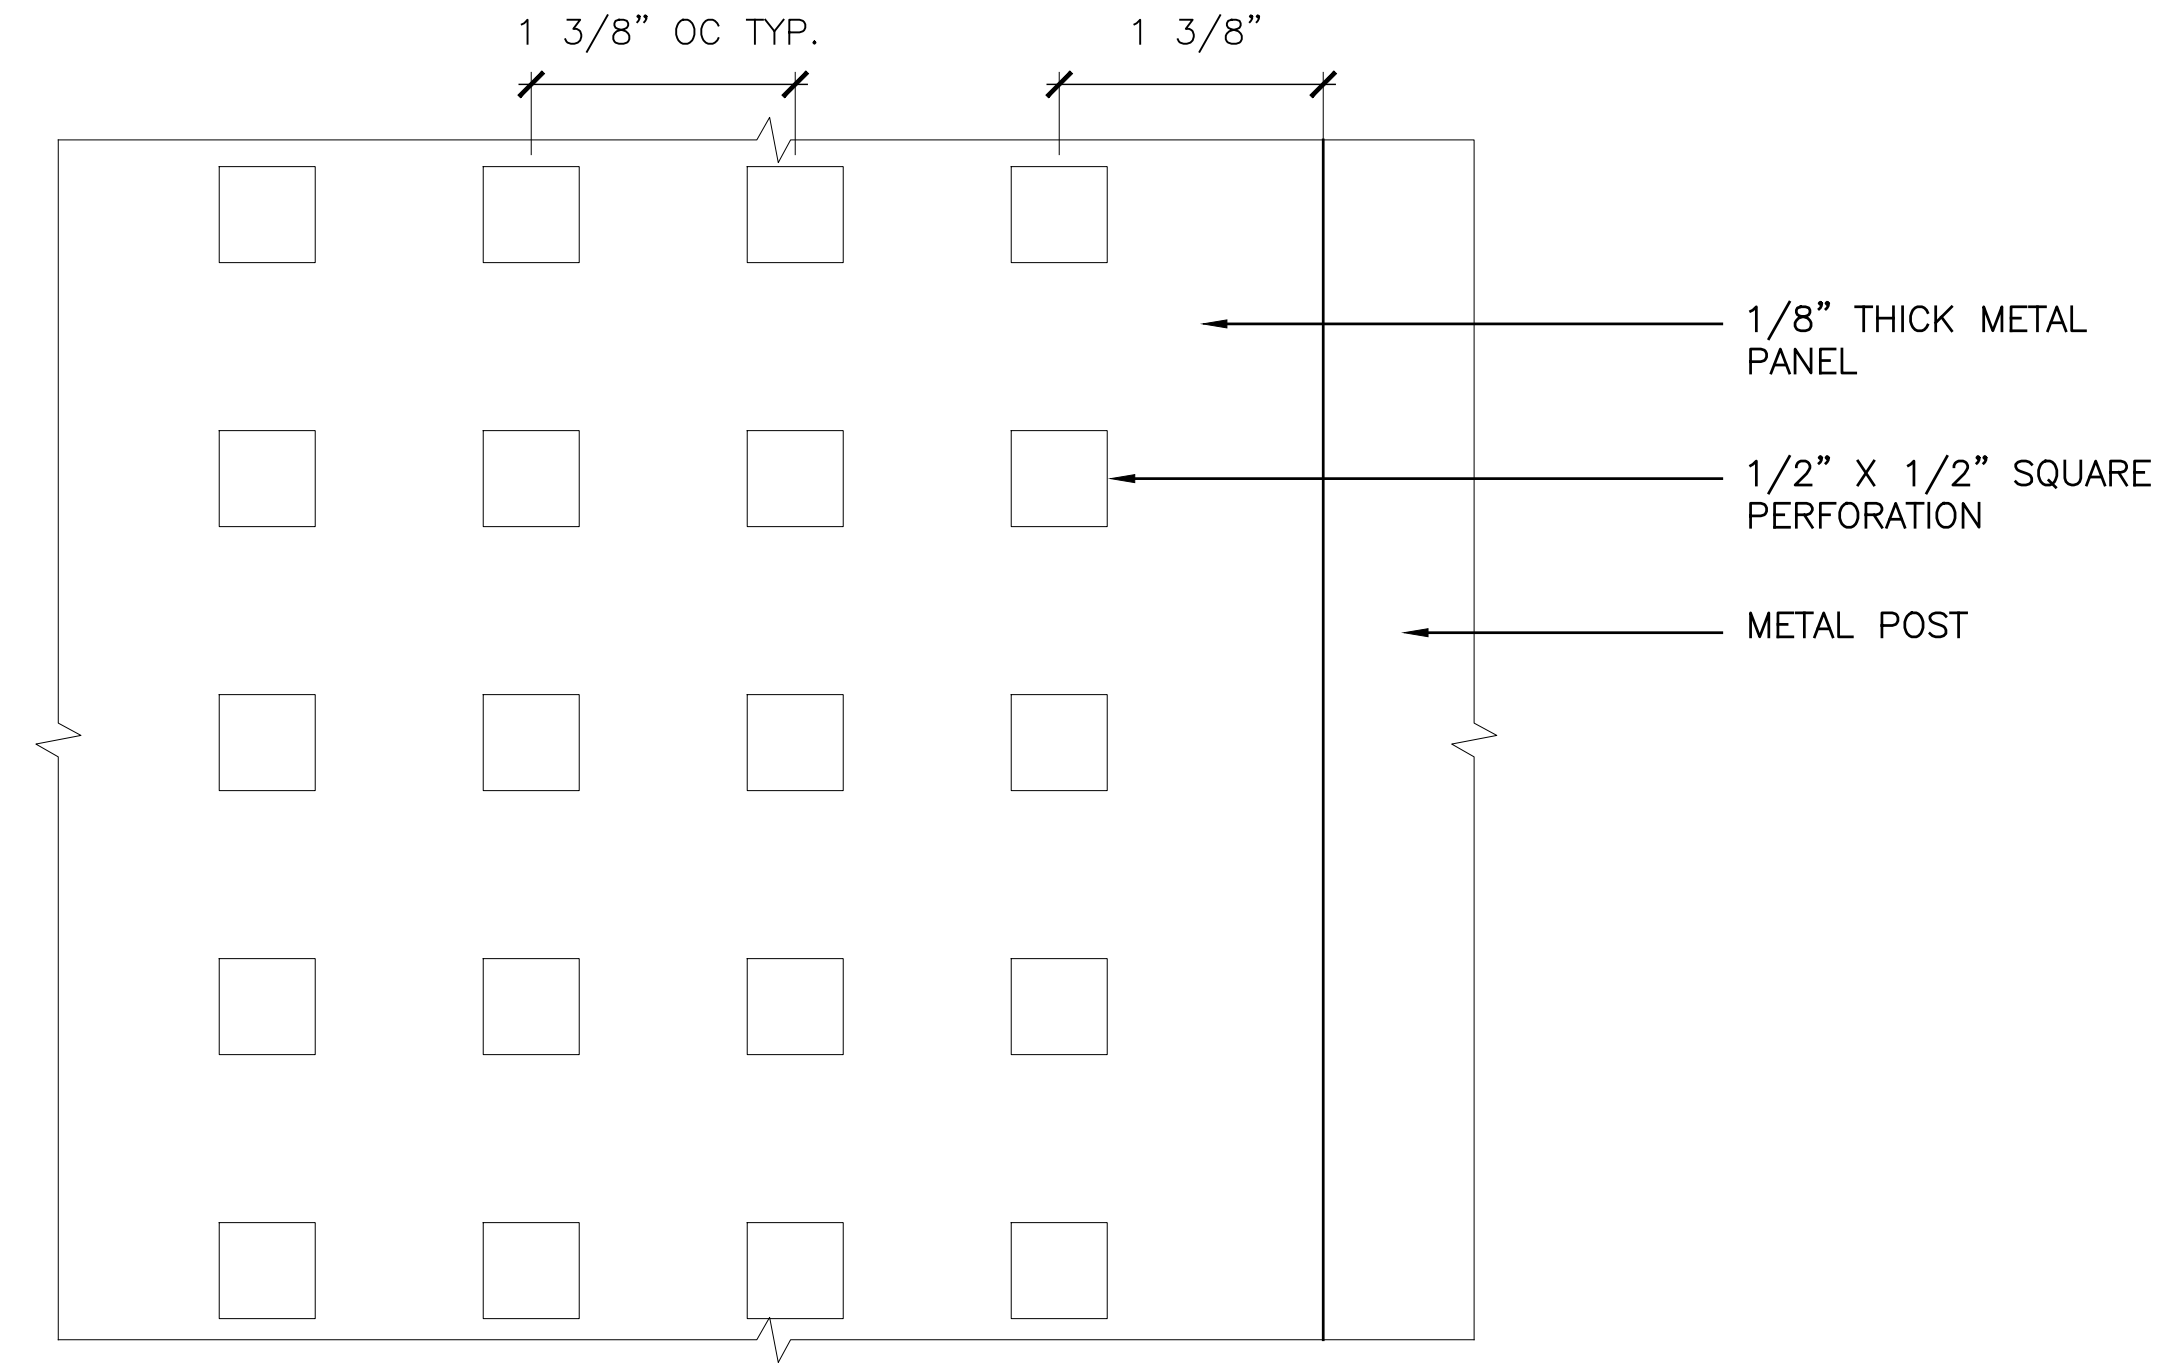 1 3/8” OC TYP.
1 3/8”
1/8” THICK METAL
PANEL
1/2” X 1/2” SQUARE
PERFORATION
METAL POST